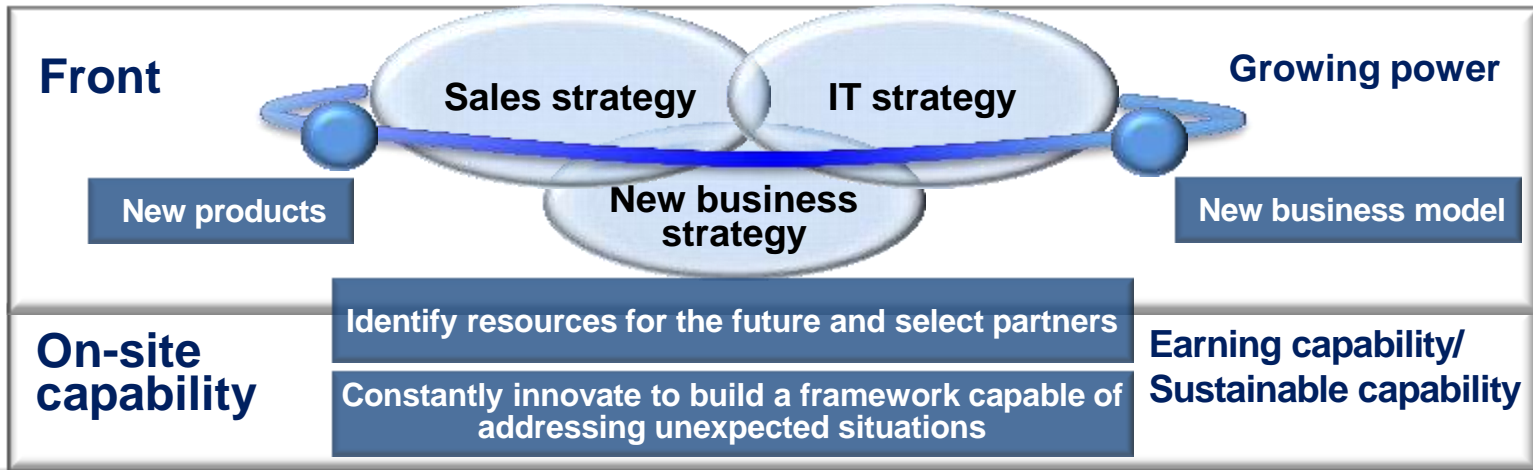 Front
Sales strategy
IT strategy
Growing power
New products
New business
strategy
New business model
Identify resources for the future and select partners
On-site
capability
Earning capability/
Sustainable capability
Constantly innovate to build a framework capable of
addressing unexpected situations